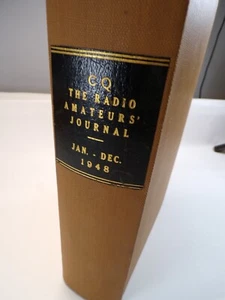 CQ
THE RADIO
AMATEURS'
JOURNAL
JAN. - DEC.
1948